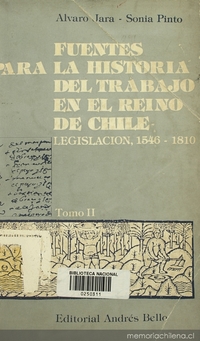 Alvaro Jara - Sonia Pinto
FUENTES
PARA LA HISTORIA
DEL TRABAJO
EN EL REINO
DE CHILE
LEGISLACION, 1546 - 1810
Tomo II
BIBLIOTECA NACIONAL
0250311
Editorial Andrés Bello
memoriachilena.cl